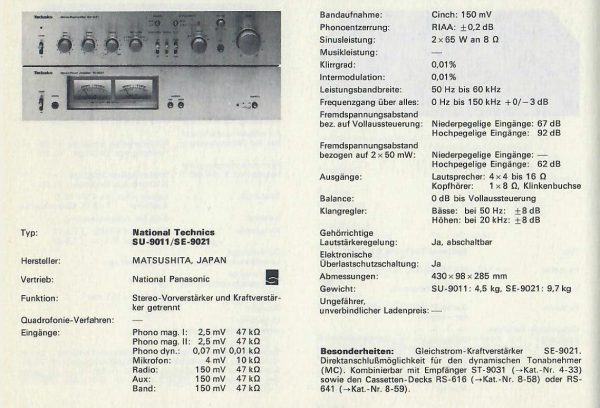 Technics
Technics
Typ: National Technics
SU-9011/SE-9021
Hersteller: MATSUSHITA, JAPAN
Vertrieb: National Panasonic
Funktion: Stereo-Vorverstärker und Kraftverstär-
ker getrennt
Quadrofonie-Verfahren: —
Eingänge: Phono mag. I: 2,5 mV 47 kΩ
Phono mag. II: 2,5 mV 47 kΩ
Phono dyn.: 0,07 mV 0,01 kΩ
Mikrofon: 4 mV 10 kΩ
Radio: 150 mV 47 kΩ
Aux: 150 mV 47 kΩ
Band: 150 mV 47 kΩ
Bandaufnahme: Cinch: 150 mV
Phonoentzerrung: RIAA: ±0,2 dB
Sinusleistung: 2×65 W an 8 Ω
Musikleistung: —
Klirrgrad: 0,01%
Intermodulation: 0,01%
Leistungsbandbreite: 50 Hz bis 60 kHz
Frequenzgang über alles: 0 Hz bis 150 kHz +0/−3 dB
Fremdspannungsabstand
bez. auf Vollaussteuerung: Niederpegelige Eingänge: 67 dB
Hochpegelige Eingänge: 92 dB
Fremdspannungsabstand
bezogen auf 2×50 mW: Niederpegelige Eingänge: —
Hochpegelige Eingänge: 62 dB
Ausgänge: Lautsprecher: 4×4 bis 16 Ω
Kopfhörer: 1×8 Ω, Klinkenbuchse
Balance: 0 dB bis Vollaussteuerung
Klangregler: Bässe: bei 50 Hz: ±8 dB
Höhen: bei 20 kHz: ±8 dB
Gehörrichtige
Lautstärkeregelung: Ja, abschaltbar
Elektronische
Überlastschutzschaltung: Ja
Abmessungen: 430×98×285 mm
Gewicht: SU-9011: 4,5 kg, SE-9021: 9,7 kg
Ungefährer,
unverbindlicher Ladenpreis: —
Besonderheiten: Gleichstrom-Kraftverstärker SE-9021.
Direktanschlußmöglichkeit für den dynamischen Tonabnehmer
(MC). Kombinierbar mit Empfänger ST-9031 (→Kat.-Nr. 4-33)
sowie den Cassetten-Decks RS-616 (→Kat.-Nr. 8-58) oder RS-
641 (→Kat.-Nr. 8-59).